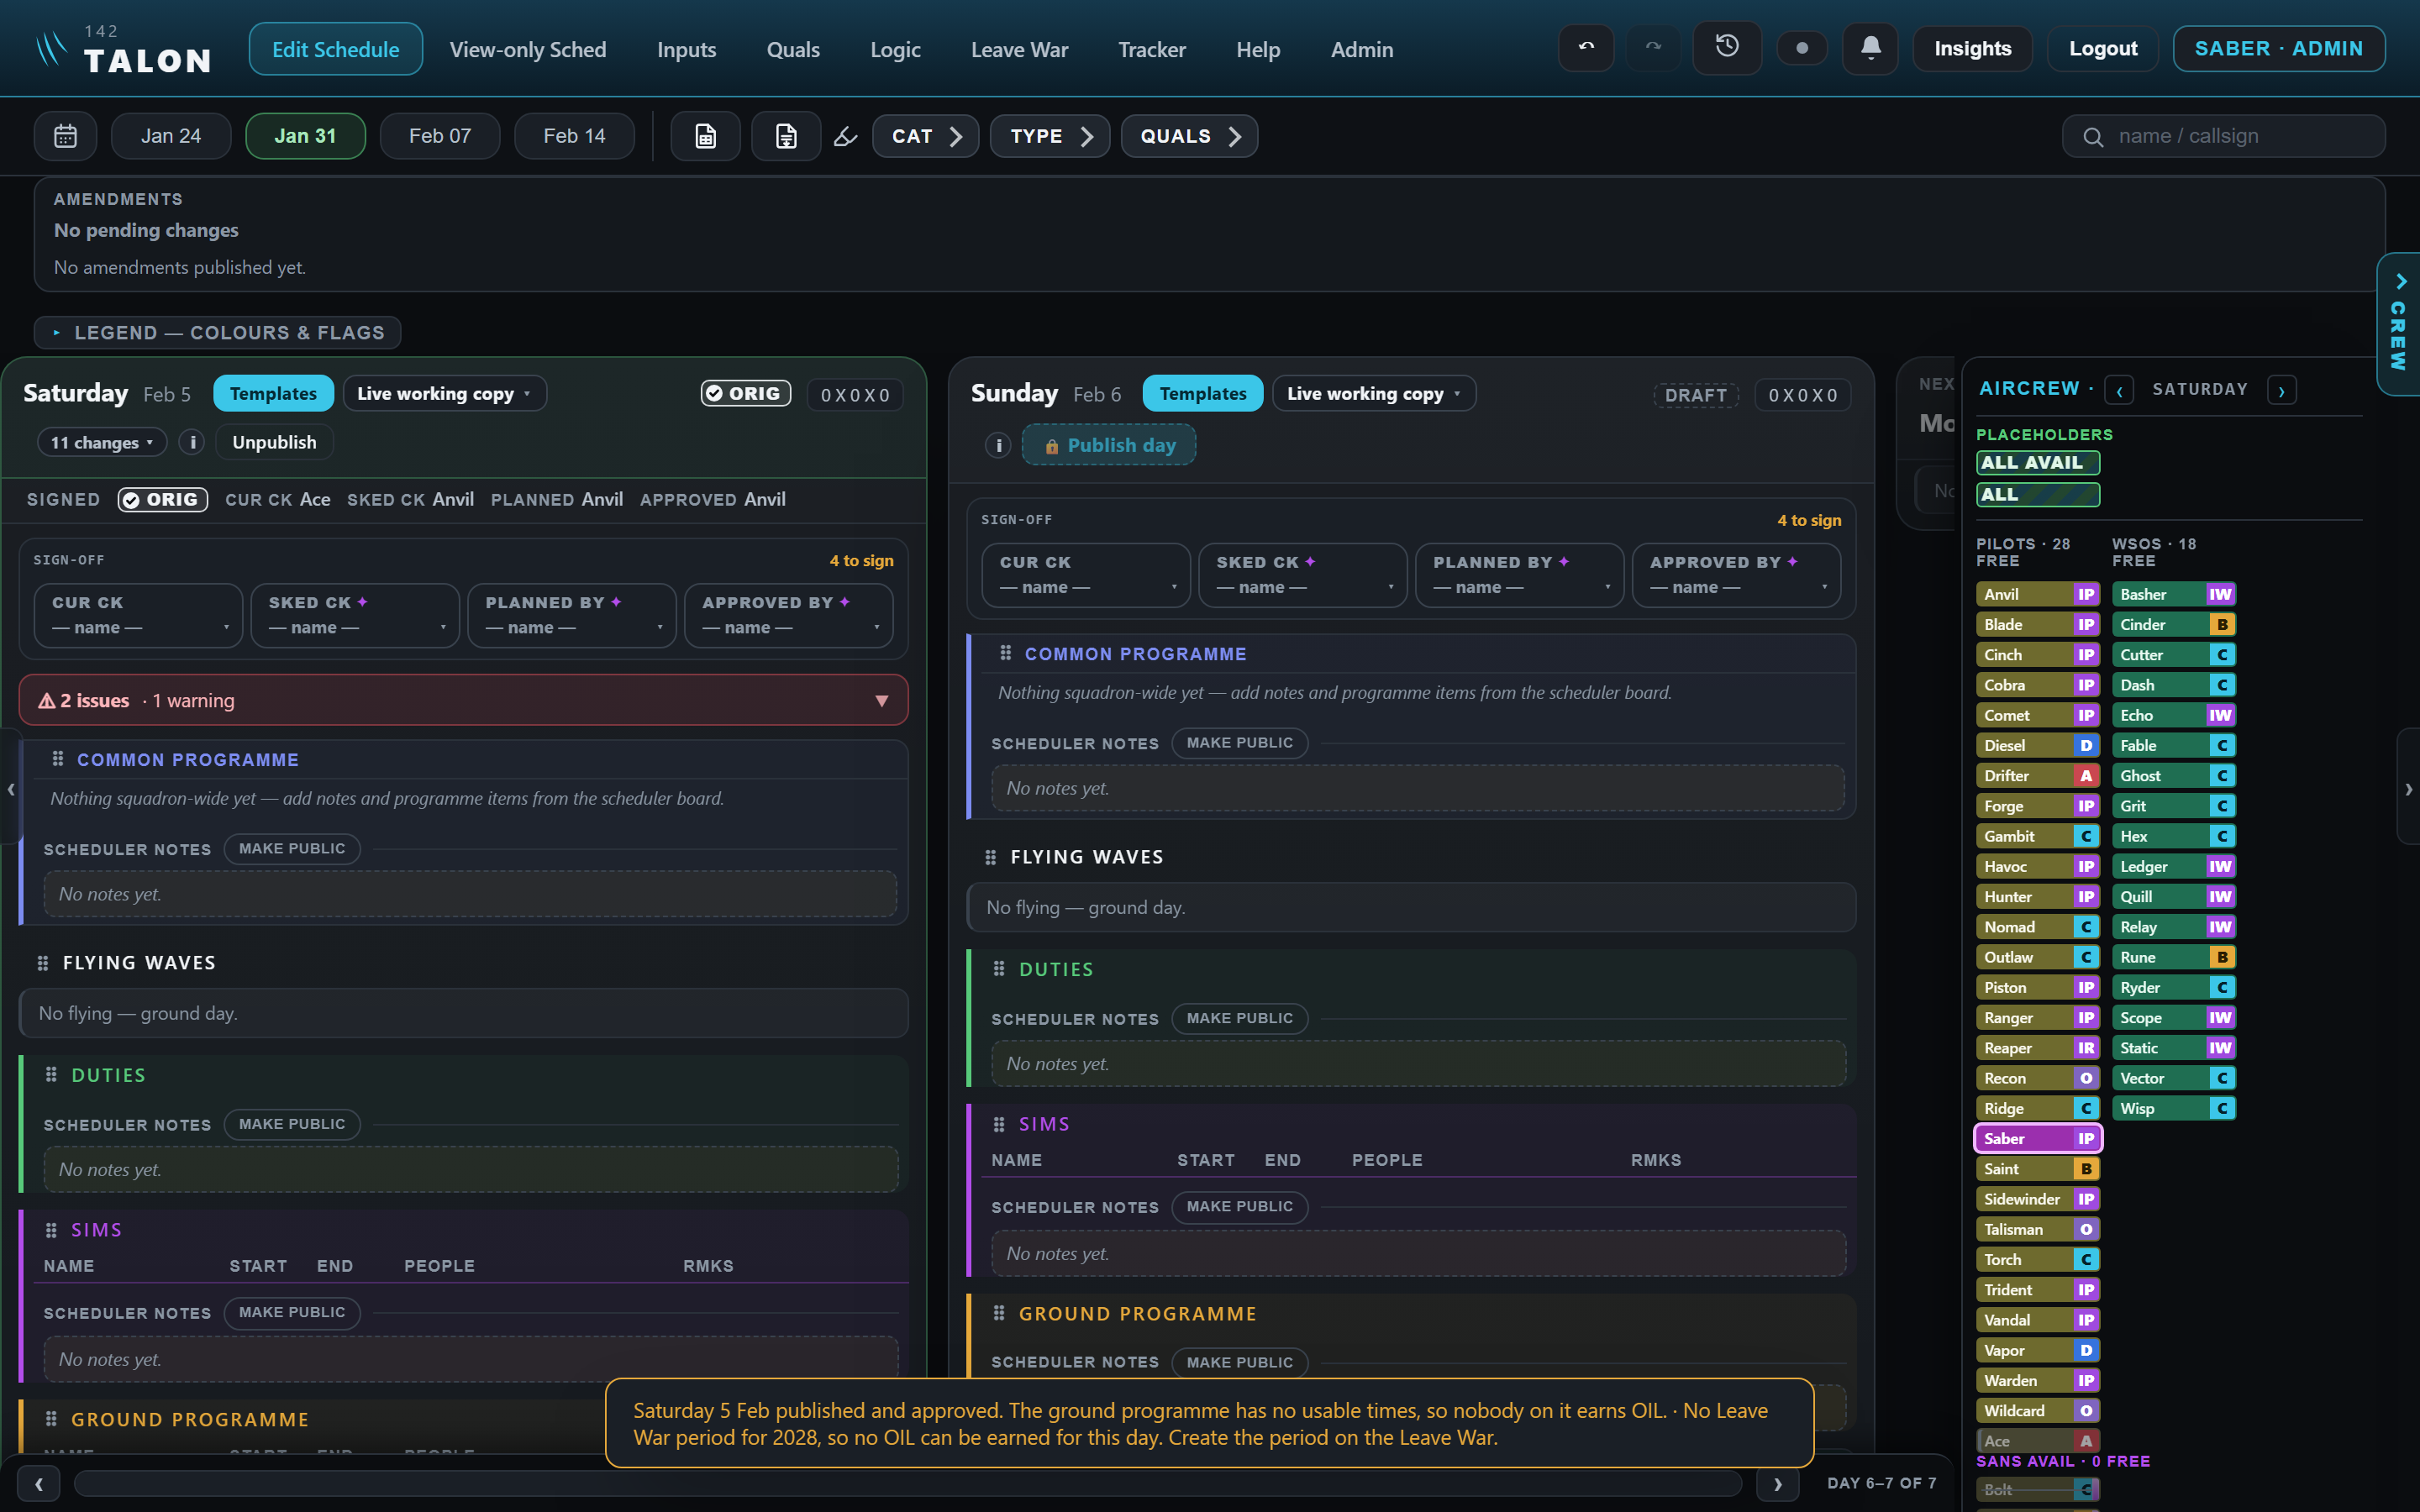 142
TALON
Edit Schedule
View-only Sched
Inputs
Quals
Logic
Leave War
Tracker
Help
Admin
Insights
Logout
SABER · ADMIN
Jan 24
Jan 31
Feb 07
Feb 14
CAT
TYPE
QUALS
name / callsign
AMENDMENTS
No pending changes
No amendments published yet.
LEGEND — COLOURS & FLAGS
CREW
Saturday Feb 5 Templates Live working copy ORIG 0 X 0 X 0
11 changes i Unpublish
SIGNED ORIG CUR CK Ace SKED CK Anvil PLANNED Anvil APPROVED Anvil
SIGN-OFF 4 to sign
CUR CK SKED CK PLANNED BY APPROVED BY
— name — — name — — name — — name —
2 issues · 1 warning
COMMON PROGRAMME
Nothing squadron-wide yet — add notes and programme items from the scheduler board.
SCHEDULER NOTES MAKE PUBLIC
No notes yet.
FLYING WAVES
No flying — ground day.
DUTIES
SCHEDULER NOTES MAKE PUBLIC
No notes yet.
SIMS
NAME START END PEOPLE RMKS
SCHEDULER NOTES MAKE PUBLIC
No notes yet.
GROUND PROGRAMME
NAME START END PEOPLE
Sunday Feb 6 Templates Live working copy DRAFT 0 X 0 X 0
i Publish day
SIGN-OFF 4 to sign
CUR CK SKED CK PLANNED BY APPROVED BY
— name — — name — — name — — name —
COMMON PROGRAMME
Nothing squadron-wide yet — add notes and programme items from the scheduler board.
SCHEDULER NOTES MAKE PUBLIC
No notes yet.
FLYING WAVES
No flying — ground day.
DUTIES
SCHEDULER NOTES MAKE PUBLIC
No notes yet.
SIMS
NAME START END PEOPLE RMKS
SCHEDULER NOTES MAKE PUBLIC
No notes yet.
GROUND PROGRAMME
SCHEDULER NOTES MAKE PUBLIC
NEX
Mo
No
AIRCREW · SATURDAY
PLACEHOLDERS
ALL AVAIL
ALL
PILOTS · 28 FREE
Anvil IP
Blade IP
Cinch IP
Cobra IP
Comet IP
Diesel D
Drifter A
Forge IP
Gambit C
Havoc IP
Hunter IP
Nomad C
Outlaw C
Piston IP
Ranger IP
Reaper IR
Recon O
Ridge C
Saber IP
Saint B
Sidewinder IP
Talisman O
Torch C
Trident IP
Vandal IP
Vapor D
Warden IP
Wildcard O
Ace A
WSOS · 18 FREE
Basher IW
Cinder B
Cutter C
Dash C
Echo IW
Fable C
Ghost C
Grit C
Hex C
Ledger IW
Quill IW
Relay IW
Rune B
Ryder C
Scope IW
Static IW
Vector C
Wisp C
SANS AVAIL · 0 FREE
Bolt C
Saturday 5 Feb published and approved. The ground programme has no usable times, so nobody on it earns OIL. · No Leave
War period for 2028, so no OIL can be earned for this day. Create the period on the Leave War.
DAY 6–7 OF 7